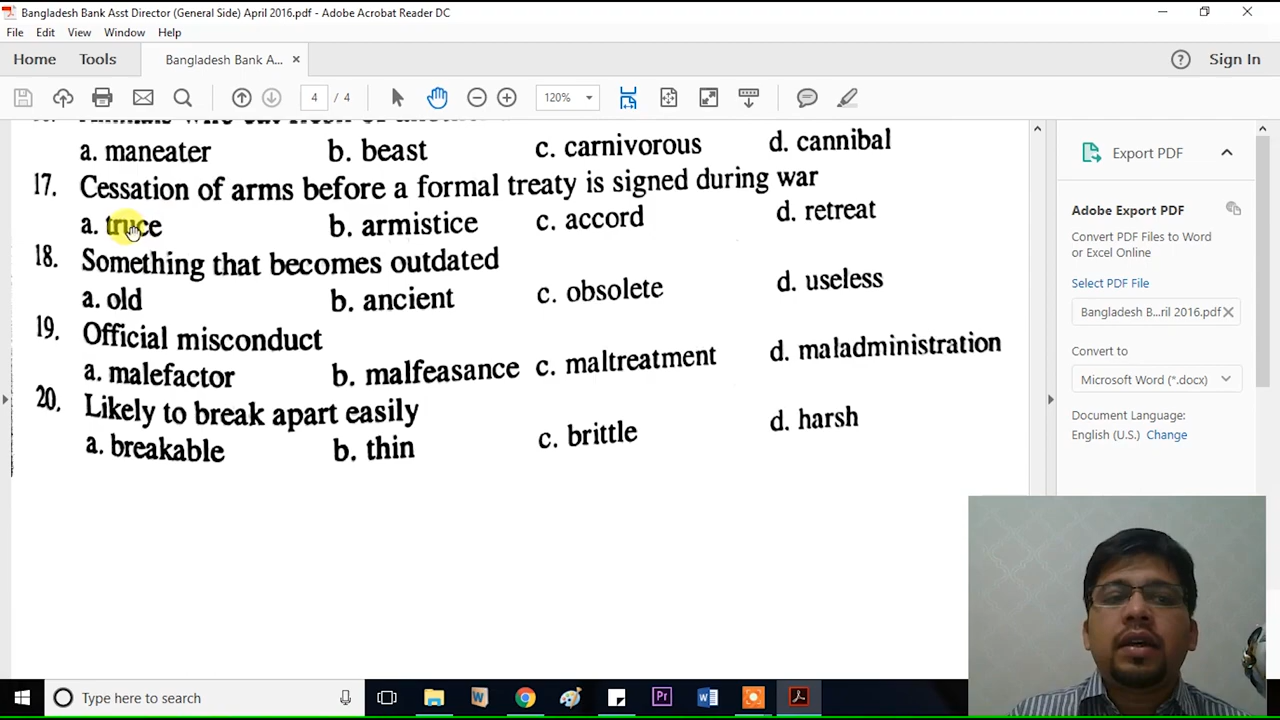 Bangladesh Bank Asst Director (General Side) April 2016.pdf - Adobe Acrobat Reader DC
File Edit View Window Help
Home Tools Bangladesh Bank A... × Sign In
4 / 4 120%
a. maneater b. beast c. carnivorous d. cannibal
17. Cessation of arms before a formal treaty is signed during war
a. truce b. armistice c. accord d. retreat
18. Something that becomes outdated
a. old b. ancient c. obsolete d. useless
19. Official misconduct
a. malefactor b. malfeasance c. maltreatment d. maladministration
20. Likely to break apart easily
a. breakable b. thin c. brittle d. harsh
Export PDF
Adobe Export PDF
Convert PDF Files to Word
or Excel Online
Select PDF File
Bangladesh B...ril 2016.pdf ×
Convert to
Microsoft Word (*.docx)
Document Language:
English (U.S.) Change
Type here to search